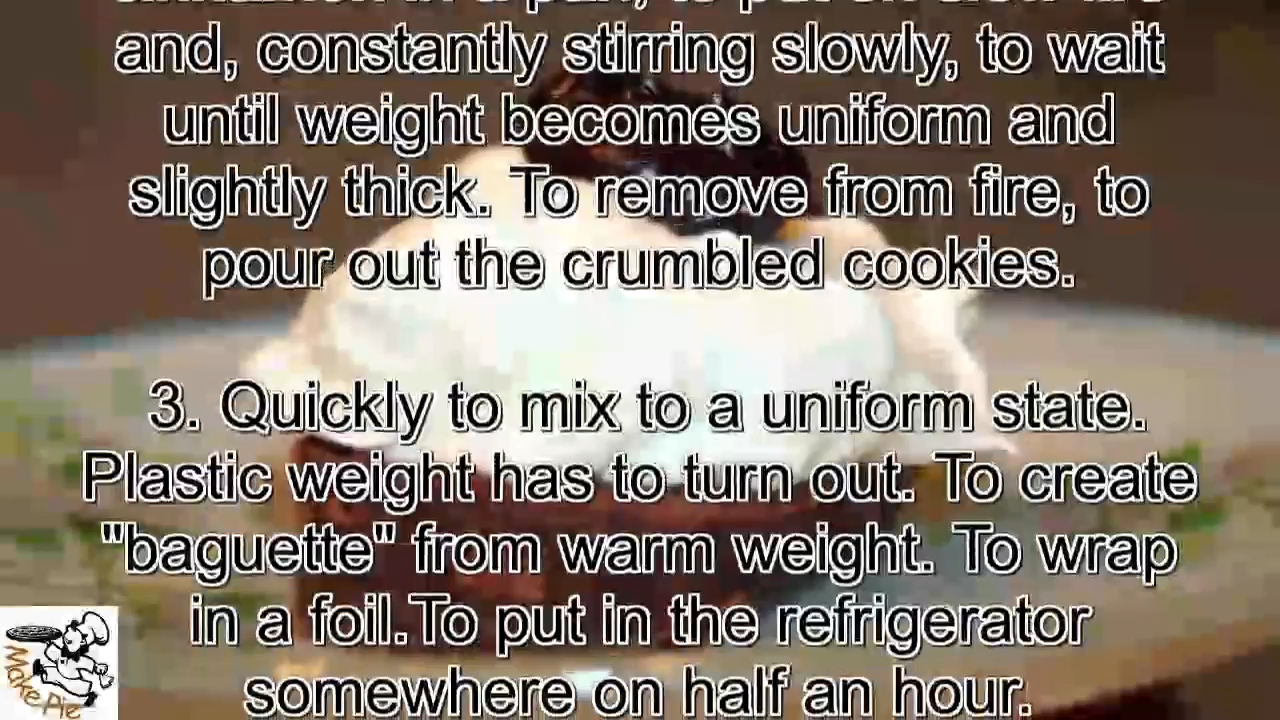 and, constantly stirring slowly, to wait
until weight becomes uniform and
slightly thick. To remove from fire, to
pour out the crumbled cookies.
3. Quickly to mix to a uniform state.
Plastic weight has to turn out. To create
"baguette" from warm weight. To wrap
in a foil.To put in the refrigerator
somewhere on half an hour.
Make Pie